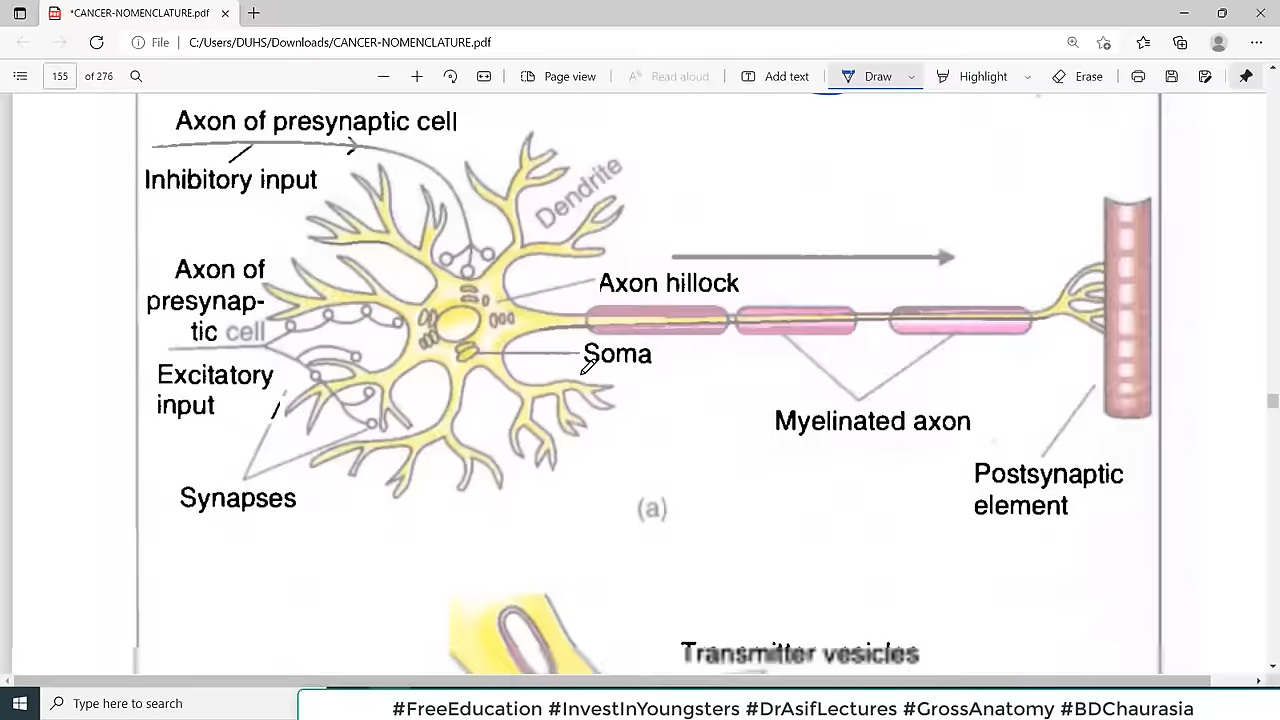 *CANCER-NOMENCLATURE.pdf
File C:/Users/DUHS/Downloads/CANCER-NOMENCLATURE.pdf
155 of 276 Page view Read aloud Add text Draw Highlight Erase
Axon of presynaptic cell
Inhibitory input
Dendrite
Axon of
presynap-
tic cell
Axon hillock
Soma
Excitatory
input
Myelinated axon
Postsynaptic
element
Synapses
(a)
Transmitter vesicles
Type here to search
#FreeEducation #InvestInYoungsters #DrAsifLectures #GrossAnatomy #BDChaurasia